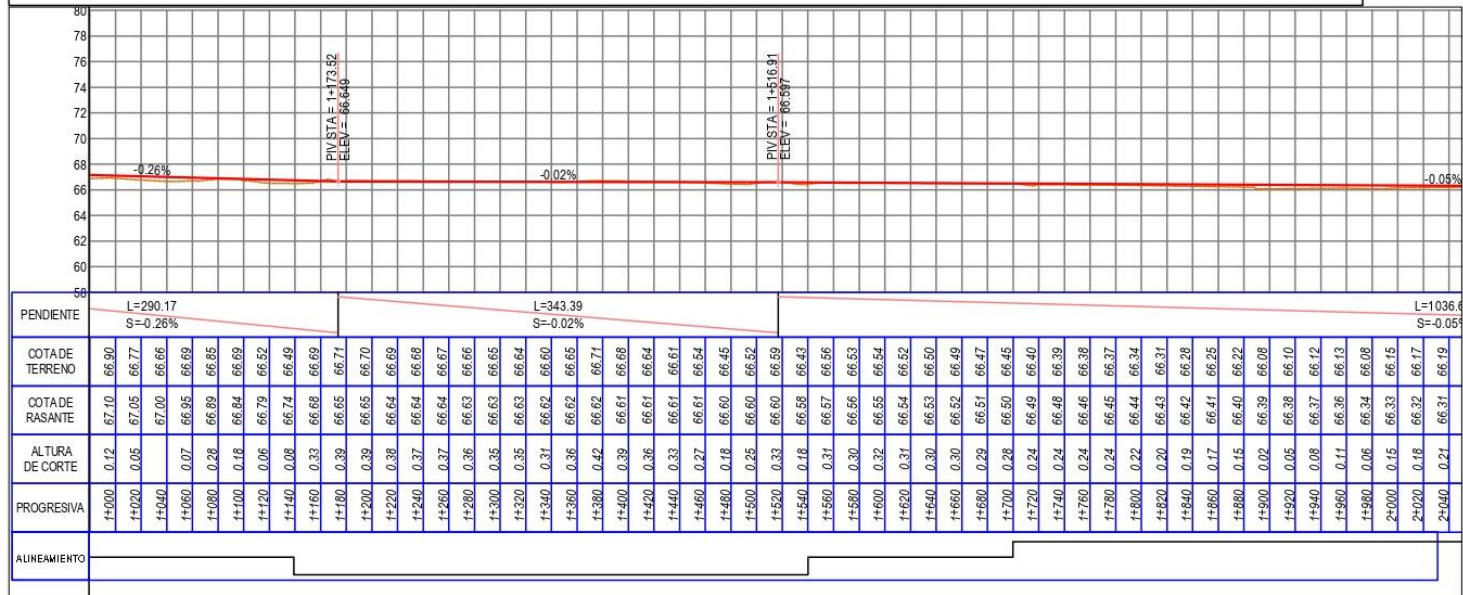 80
78
76
74
72
70
68
66
64
62
60
58
PIV STA = 1+173.52
ELEV = 66.649
PIV STA = 1+516.91
ELEV = 66.597
-0.26%
-0.02%
-0.05%
PENDIENTE
L=290.17
S=-0.26%
L=343.39
S=-0.02%
L=1036.6
S=-0.05%
COTA DE
TERRENO
66.90 66.77 66.66 66.69 66.85 66.69 66.52 66.49 66.69 66.71 66.70 66.69 66.68 66.67 66.66 66.65 66.64 66.60 66.65 66.71 66.68 66.64 66.61 66.54 66.45 66.52 66.59 66.43 66.56 66.53 66.54 66.52 66.50 66.49 66.47 66.45 66.40 66.39 66.38 66.37 66.34 66.31 66.28 66.25 66.22 66.08 66.10 66.12 66.13 66.08 66.15 66.17 66.19
COTA DE
RASANTE
67.10 67.05 67.00 66.95 66.89 66.84 66.79 66.74 66.68 66.65 66.65 66.64 66.64 66.64 66.63 66.63 66.63 66.62 66.62 66.62 66.61 66.61 66.61 66.61 66.60 66.60 66.60 66.58 66.57 66.56 66.55 66.54 66.53 66.52 66.51 66.50 66.49 66.48 66.46 66.45 66.44 66.43 66.42 66.41 66.40 66.39 66.38 66.37 66.36 66.34 66.33 66.32 66.31
ALTURA
DE CORTE
0.12 0.05 0.07 0.28 0.18 0.06 0.08 0.33 0.39 0.39 0.38 0.37 0.37 0.36 0.35 0.35 0.31 0.36 0.42 0.39 0.36 0.33 0.27 0.18 0.25 0.33 0.18 0.31 0.30 0.32 0.31 0.30 0.30 0.29 0.28 0.24 0.24 0.24 0.24 0.22 0.20 0.19 0.17 0.15 0.02 0.05 0.08 0.11 0.06 0.15 0.18 0.21
PROGRESIVA
1+000 1+020 1+040 1+060 1+080 1+100 1+120 1+140 1+160 1+180 1+200 1+220 1+240 1+260 1+280 1+300 1+320 1+340 1+360 1+380 1+400 1+420 1+440 1+460 1+480 1+500 1+520 1+540 1+560 1+580 1+600 1+620 1+640 1+660 1+680 1+700 1+720 1+740 1+760 1+780 1+800 1+820 1+840 1+860 1+880 1+900 1+920 1+940 1+960 1+980 2+000 2+020 2+040
ALINEAMIENTO